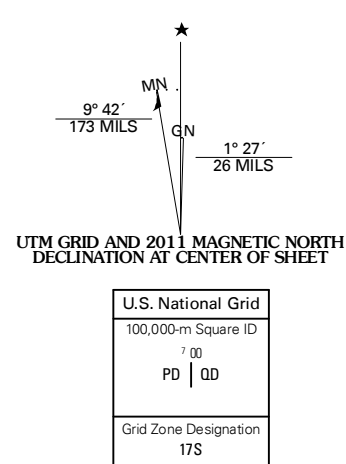 ★
MN
9° 42´
173 MILS
GN
1° 27´
26 MILS
UTM GRID AND 2011 MAGNETIC NORTH
DECLINATION AT CENTER OF SHEET
U.S. National Grid
100,000-m Square ID
7 00
PD | QD
Grid Zone Designation
17S